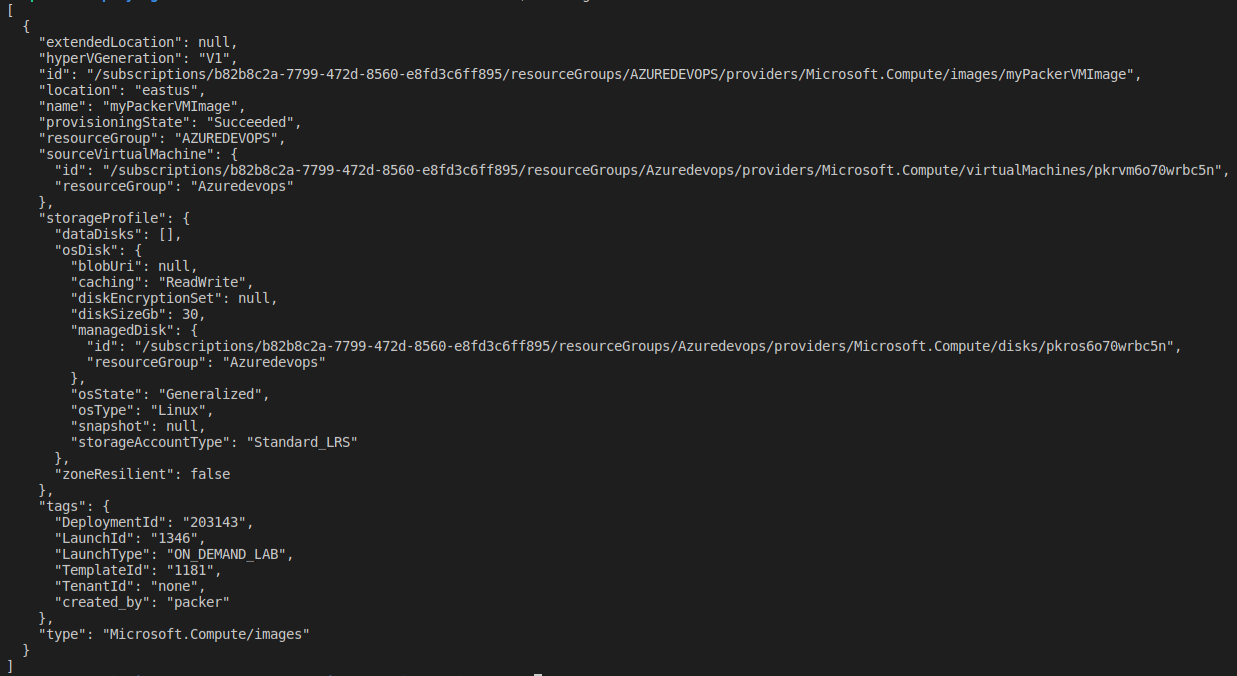 [
  {
    "extendedLocation": null,
    "hyperVGeneration": "V1",
    "id": "/subscriptions/b82b8c2a-7799-472d-8560-e8fd3c6ff895/resourceGroups/AZUREDEVOPS/providers/Microsoft.Compute/images/myPackerVMImage",
    "location": "eastus",
    "name": "myPackerVMImage",
    "provisioningState": "Succeeded",
    "resourceGroup": "AZUREDEVOPS",
    "sourceVirtualMachine": {
      "id": "/subscriptions/b82b8c2a-7799-472d-8560-e8fd3c6ff895/resourceGroups/Azuredevops/providers/Microsoft.Compute/virtualMachines/pkrvm6o70wrbc5n",
      "resourceGroup": "Azuredevops"
    },
    "storageProfile": {
      "dataDisks": [],
      "osDisk": {
        "blobUri": null,
        "caching": "ReadWrite",
        "diskEncryptionSet": null,
        "diskSizeGb": 30,
        "managedDisk": {
          "id": "/subscriptions/b82b8c2a-7799-472d-8560-e8fd3c6ff895/resourceGroups/Azuredevops/providers/Microsoft.Compute/disks/pkros6o70wrbc5n",
          "resourceGroup": "Azuredevops"
        },
        "osState": "Generalized",
        "osType": "Linux",
        "snapshot": null,
        "storageAccountType": "Standard_LRS"
      },
      "zoneResilient": false
    },
    "tags": {
      "DeploymentId": "203143",
      "LaunchId": "1346",
      "LaunchType": "ON_DEMAND_LAB",
      "TemplateId": "1181",
      "TenantId": "none",
      "created_by": "packer"
    },
    "type": "Microsoft.Compute/images"
  }
]